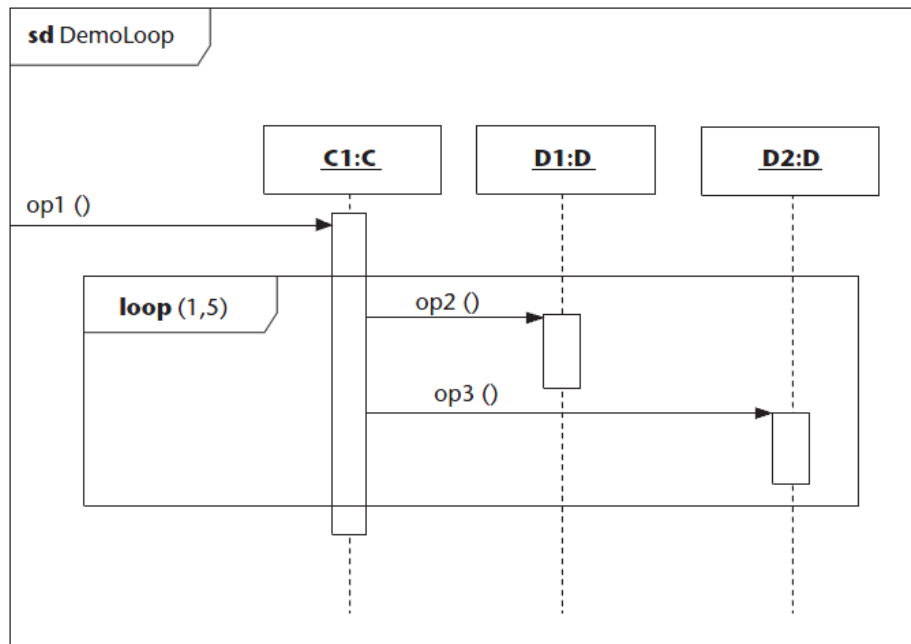 sd DemoLoop
C1:C
D1:D
D2:D
op1 ()
loop (1,5)
op2 ()
op3 ()